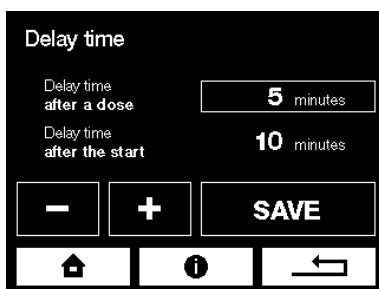 Delay time
Delay time
after a dose
5 minutes
Delay time
after the start
10 minutes
− + SAVE